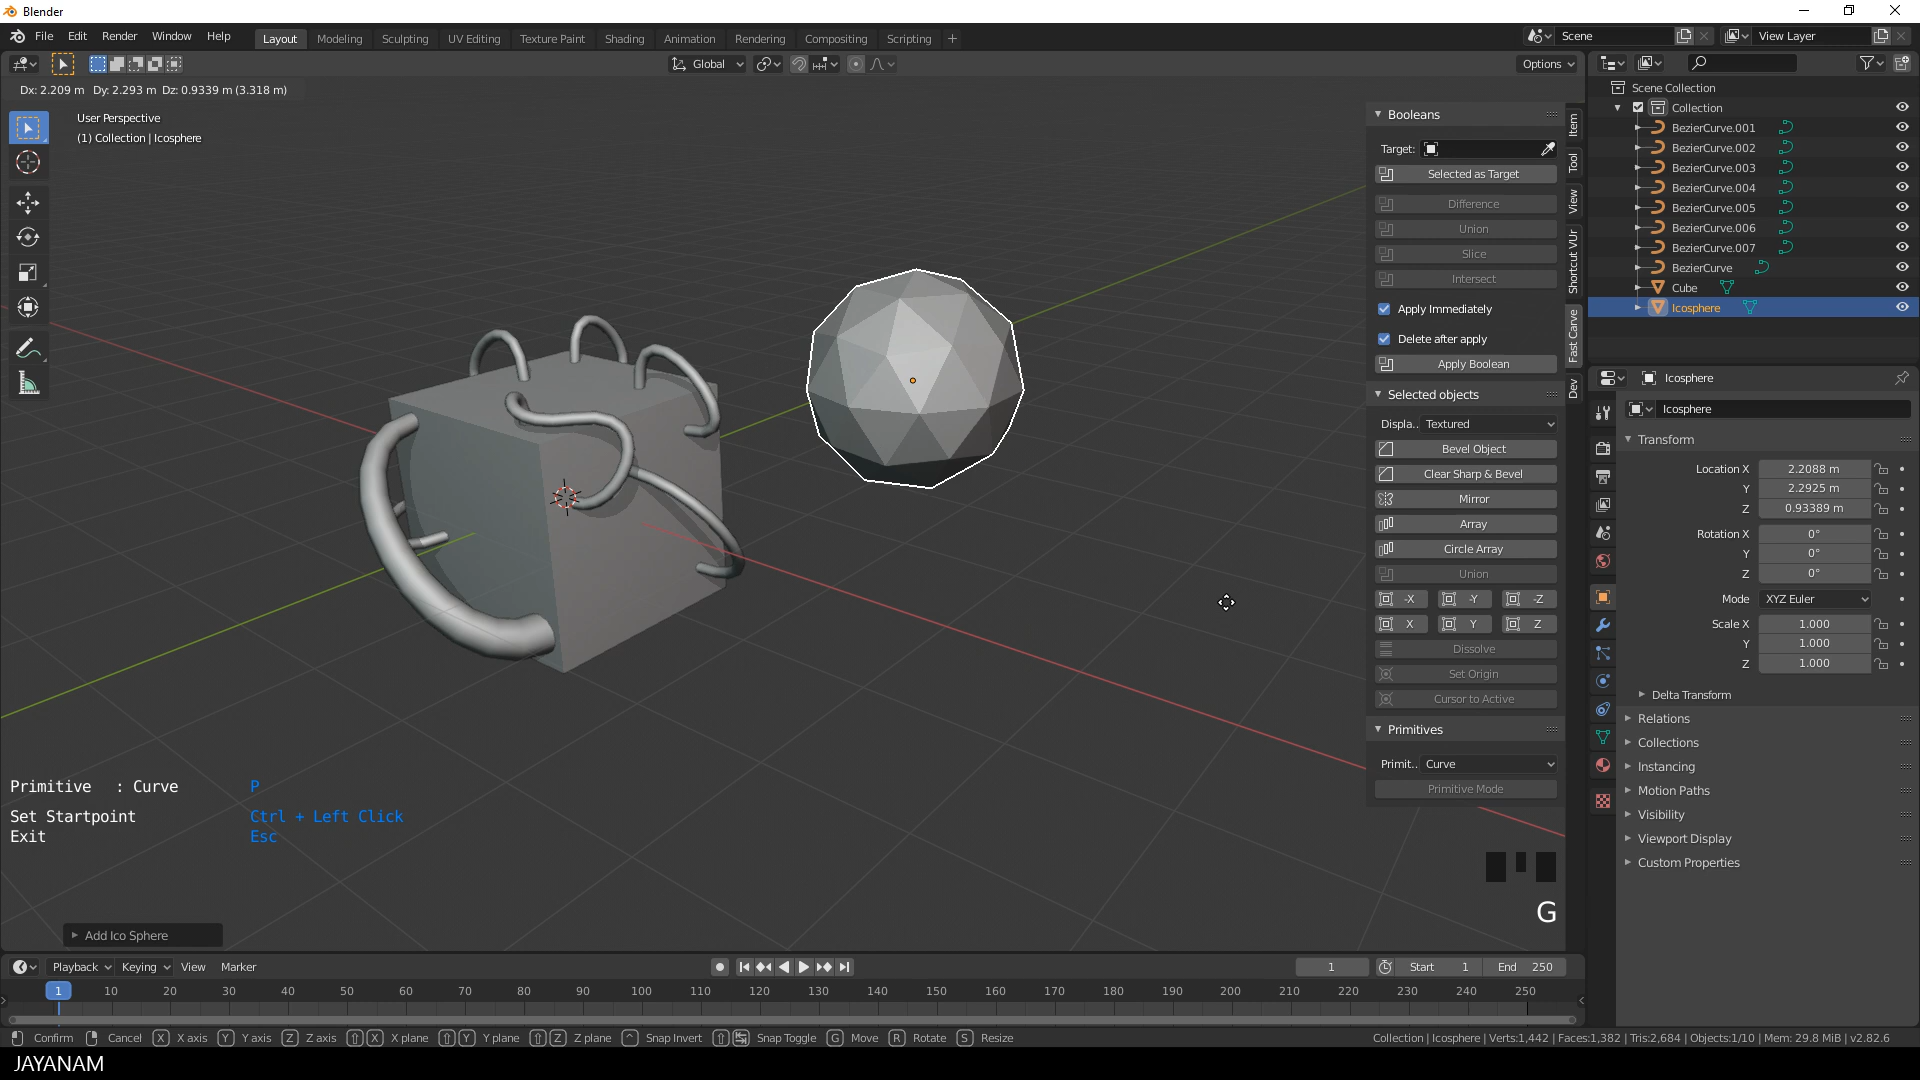 Blender
File Edit Render Window Help
Layout Modeling Sculpting UV Editing Texture Paint Shading Animation Rendering Compositing Scripting +
Scene
View Layer
Global
Options
Dx: 2.209 m Dy: 2.293 m Dz: 0.9339 m (3.318 m)
User Perspective
(1) Collection | Icosphere
Booleans
Target:
Selected as Target
Difference
Union
Slice
Intersect
Apply Immediately
Delete after apply
Apply Boolean
Selected objects
Displa.. Textured
Bevel Object
Clear Sharp & Bevel
Mirror
Array
Circle Array
Union
-X -Y -Z
X Y Z
Dissolve
Set Origin
Cursor to Active
Primitives
Primit.. Curve
Primitive Mode
Item
Tool
View
Shortcut VUr
Fast Carve
Dev
Scene Collection
Collection
BezierCurve.001
BezierCurve.002
BezierCurve.003
BezierCurve.004
BezierCurve.005
BezierCurve.006
BezierCurve.007
BezierCurve
Cube
Icosphere
Icosphere
Icosphere
Transform
Location X 2.2088 m
Y 2.2925 m
Z 0.93389 m
Rotation X 0°
Y 0°
Z 0°
Mode XYZ Euler
Scale X 1.000
Y 1.000
Z 1.000
Delta Transform
Relations
Collections
Instancing
Motion Paths
Visibility
Viewport Display
Custom Properties
Primitive : Curve P
Set Startpoint Ctrl + Left Click
Exit Esc
G
Add Ico Sphere
Playback Keying View Marker
1 Start 1 End 250
1 10 20 30 40 50 60 70 80 90 100 110 120 130 140 150 160 170 180 190 200 210 220 230 240 250
Confirm Cancel X X axis Y Y axis Z Z axis X X plane Y Y plane Z Z plane Snap Invert Snap Toggle G Move R Rotate S Resize
Collection | Icosphere | Verts:1,442 | Faces:1,382 | Tris:2,684 | Objects:1/10 | Mem: 29.8 MiB | v2.82.6
JAYANAM